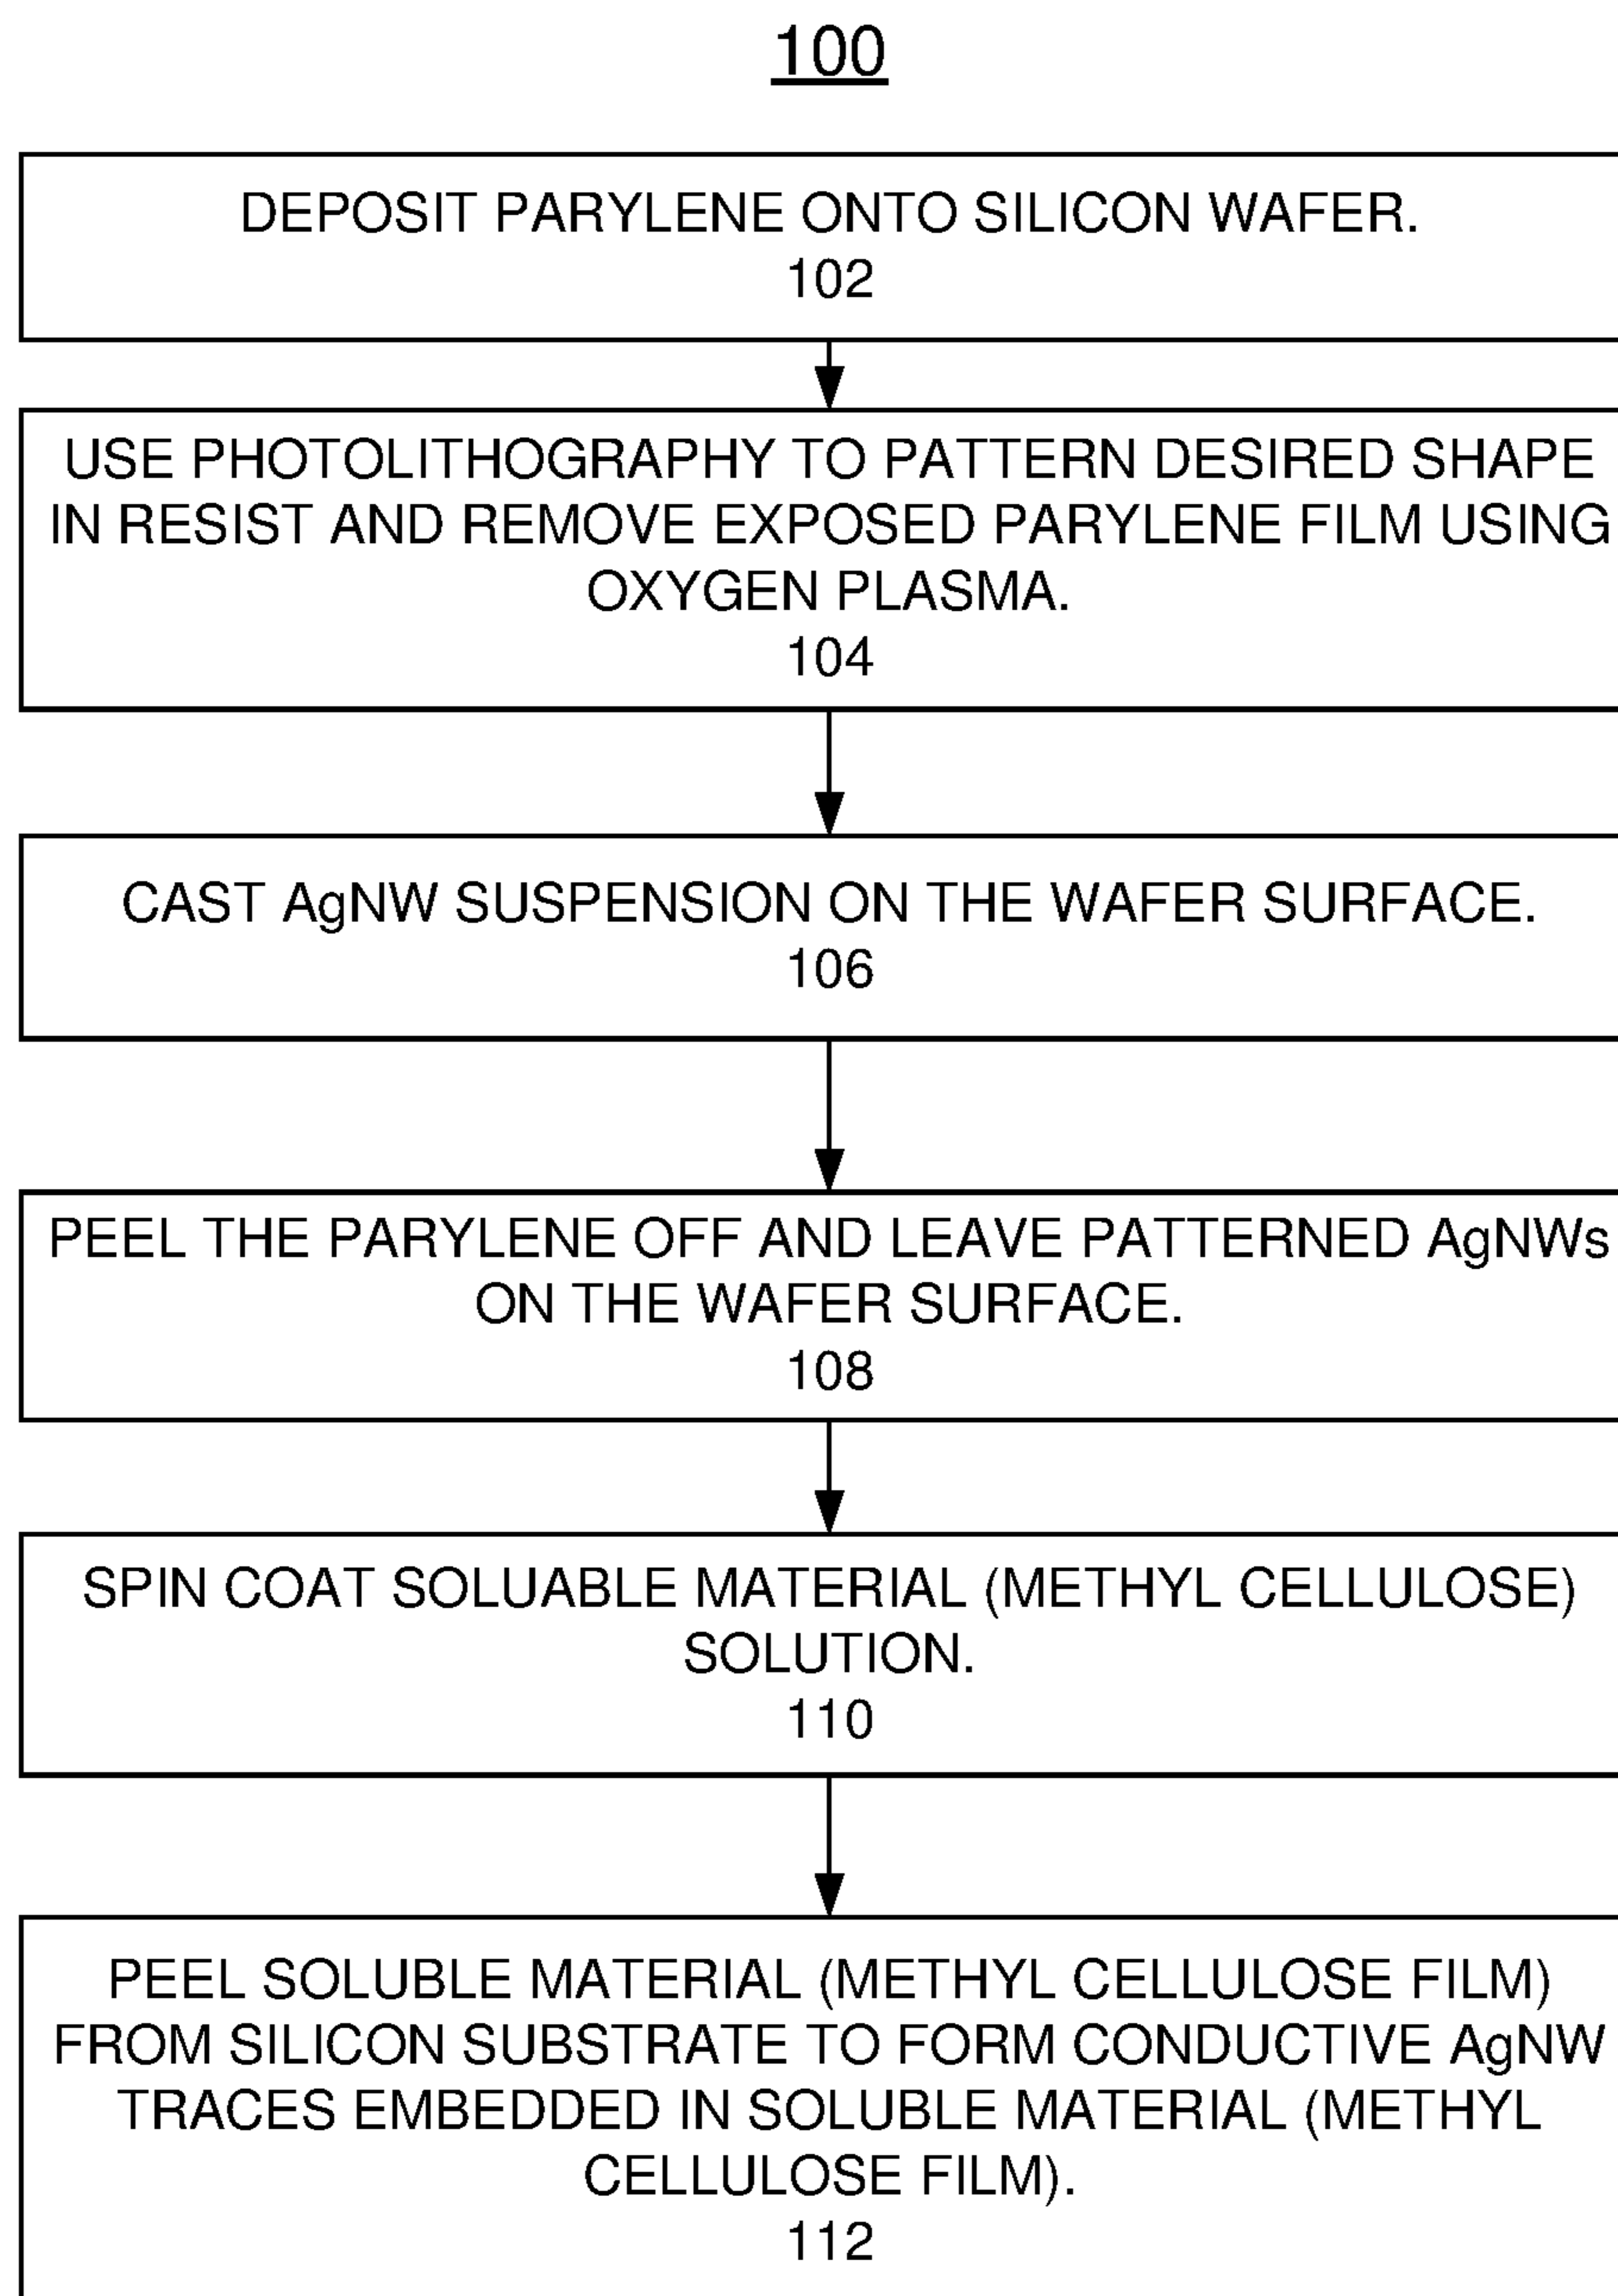 100
DEPOSIT PARYLENE ONTO SILICON WAFER.
102
USE PHOTOLITHOGRAPHY TO PATTERN DESIRED SHAPE
IN RESIST AND REMOVE EXPOSED PARYLENE FILM USING
OXYGEN PLASMA.
104
CAST AgNW SUSPENSION ON THE WAFER SURFACE.
106
PEEL THE PARYLENE OFF AND LEAVE PATTERNED AgNWs
ON THE WAFER SURFACE.
108
SPIN COAT SOLUABLE MATERIAL (METHYL CELLULOSE)
SOLUTION.
110
PEEL SOLUBLE MATERIAL (METHYL CELLULOSE FILM)
FROM SILICON SUBSTRATE TO FORM CONDUCTIVE AgNW
TRACES EMBEDDED IN SOLUBLE MATERIAL (METHYL
CELLULOSE FILM).
112